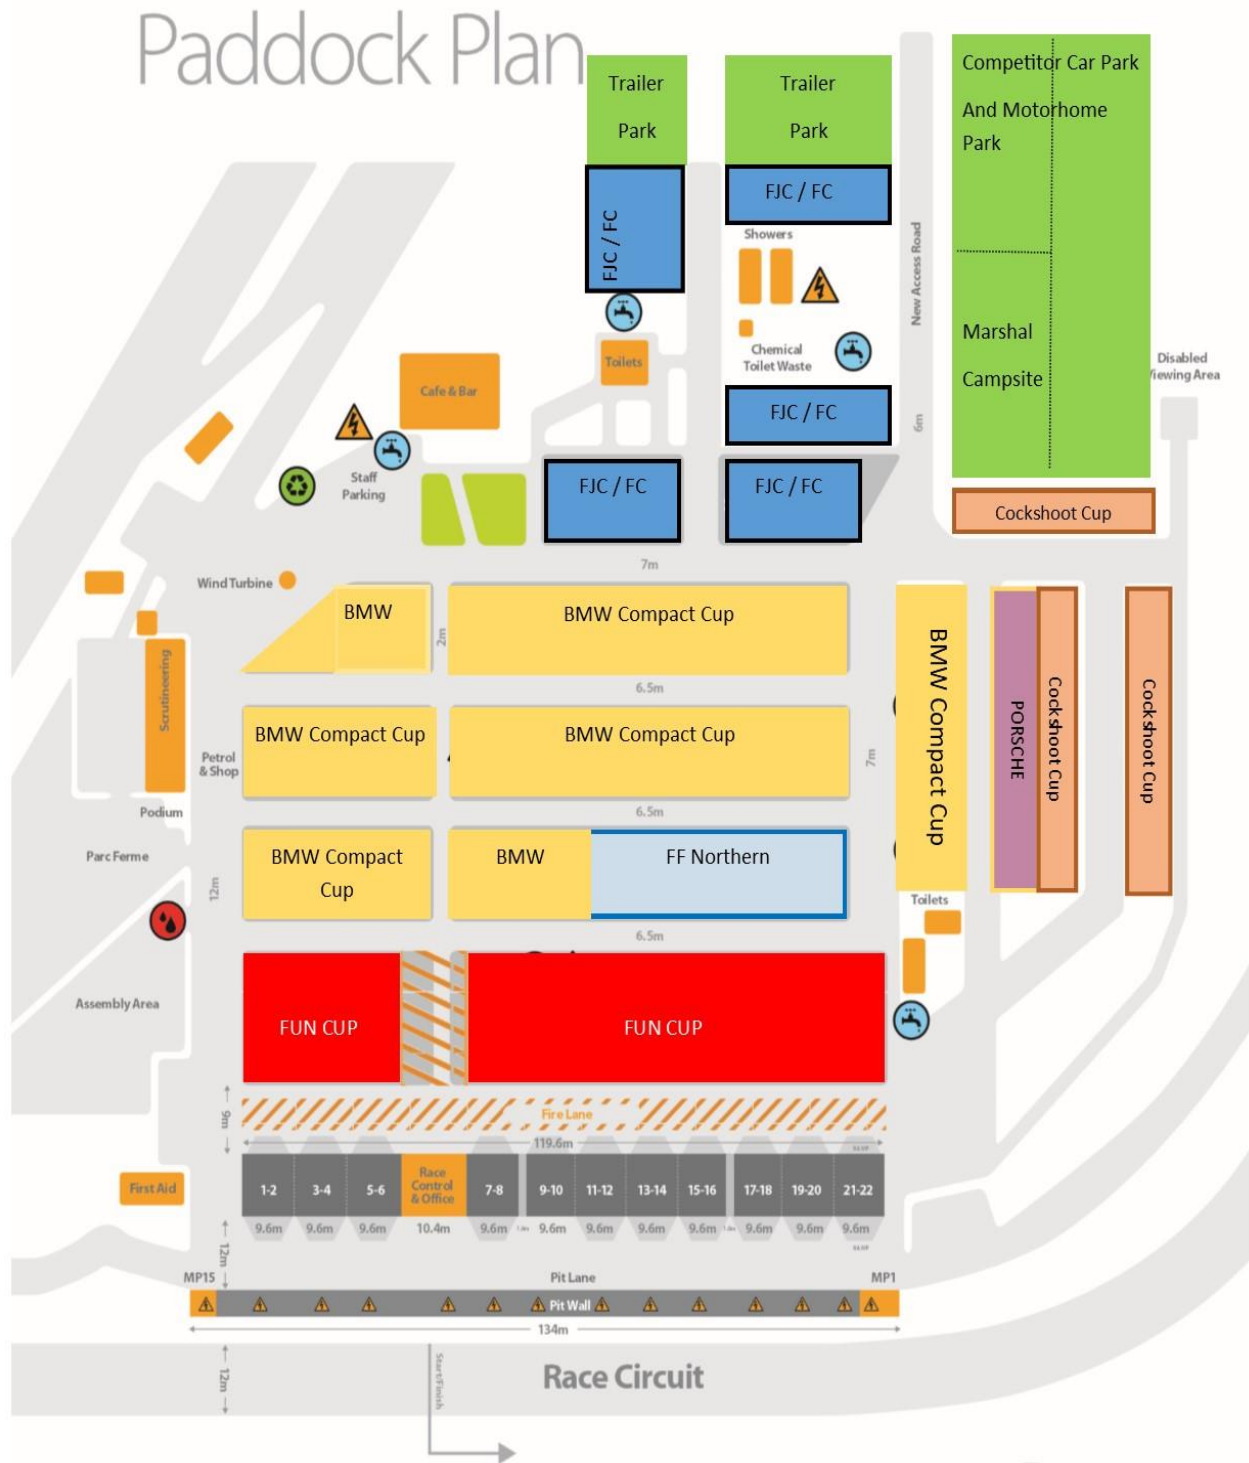 Paddock Plan
Trailer
Park
Trailer
Park
Competitor Car Park
And Motorhome
Park
FJC / FC
FJC / FC
Showers
New Access Road
Chemical
Toilet Waste
Toilets
Marshal
Campsite
Disabled
Viewing Area
Cafe & Bar
FJC / FC
6m
Staff
Parking
FJC / FC
FJC / FC
Cockshoot Cup
7m
Wind Turbine
BMW
2m
BMW Compact Cup
BMW Compact Cup
PORSCHE
Cockshoot Cup
Cockshoot Cup
6.5m
Scrutineering
BMW Compact Cup
BMW Compact Cup
7m
Petrol
& Shop
6.5m
Podium
Parc Ferme
12m
BMW Compact
Cup
BMW
FF Northern
Toilets
6.5m
Assembly Area
FUN CUP
FUN CUP
9m
Fire Lane
119.6m
First Aid
1-2
3-4
5-6
Race
Control
& Office
7-8
9-10
11-12
13-14
15-16
17-18
19-20
21-22
9.6m
9.6m
9.6m
10.4m
9.6m
9.6m
9.6m
9.6m
9.6m
9.6m
9.6m
9.6m
12m
MP15
Pit Lane
MP1
Pit Wall
134m
12m
Start/Finish
Race Circuit